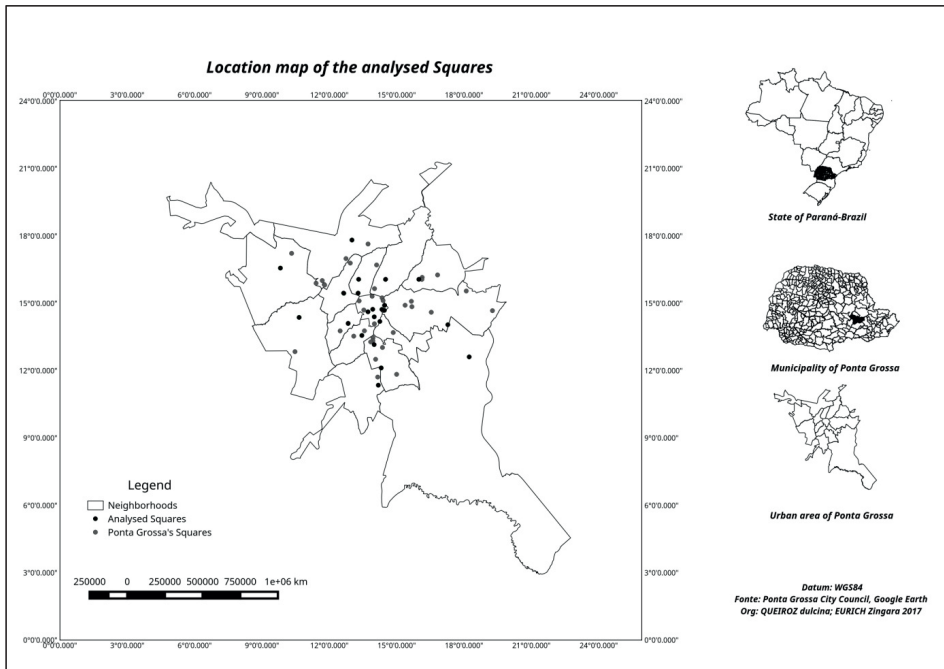 Location map of the analysed Squares
0°0'0.000" 3°0'0.000" 6°0'0.000" 9°0'0.000" 12°0'0.000" 15°0'0.000" 18°0'0.000" 21°0'0.000" 24°0'0.000"
24°0'0.000" 24°0'0.000"
21°0'0.000" 21°0'0.000"
18°0'0.000" 18°0'0.000"
15°0'0.000" 15°0'0.000"
12°0'0.000" 12°0'0.000"
9°0'0.000" 9°0'0.000"
6°0'0.000" 6°0'0.000"
3°0'0.000" 3°0'0.000"
0°0'0.000" 0°0'0.000"
0°0'0.000" 3°0'0.000" 6°0'0.000" 9°0'0.000" 12°0'0.000" 15°0'0.000" 18°0'0.000" 21°0'0.000" 24°0'0.000"
Legend
Neighborhoods
Analysed Squares
Ponta Grossa's Squares
250000 0 250000 500000 750000 1e+06 km
State of Paraná-Brazil
Municipality of Ponta Grossa
Urban area of Ponta Grossa
Datum: WGS84
Fonte: Ponta Grossa City Council, Google Earth
Org: QUEIROZ dulcina; EURICH Zingara 2017